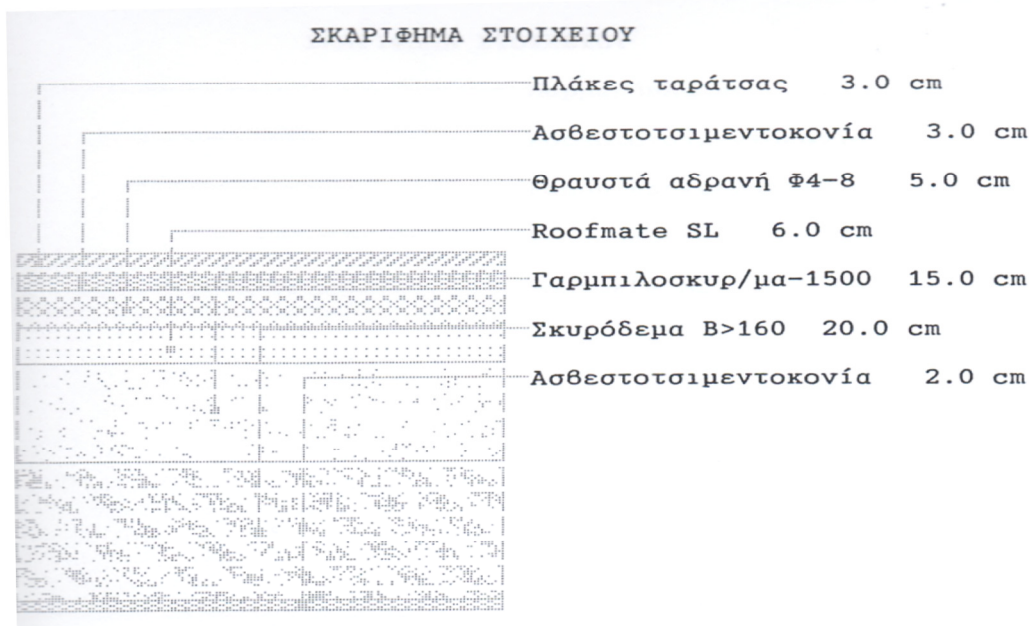 ΣΚΑΡΙΦΗΜΑ ΣΤΟΙΧΕΙΟΥ
Πλάκες ταράτσας 3.0 cm
Ασβεστοτσιμεντοκονία 3.0 cm
Θραυστά αδρανή Φ4-8 5.0 cm
Roofmate SL 6.0 cm
Γαρμπιλοσκυρ/μα-1500 15.0 cm
Σκυρόδεμα Β>160 20.0 cm
Ασβεστοτσιμεντοκονία 2.0 cm